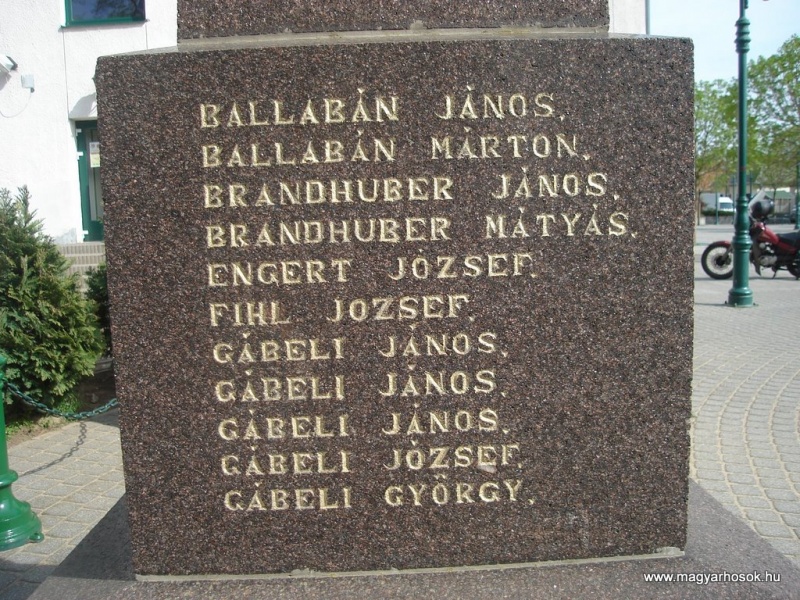 BALLABÁN JÁNOS.
BALLABÁN MÁRTON.
BRANDHUBER JÁNOS.
BRANDHUBER MÁTYÁS.
ENGERT JÓZSEF.
FIHL JÓZSEF.
GÁBELI JÁNOS.
GÁBELI JÁNOS.
GÁBELI JÁNOS.
GÁBELI JÓZSEF.
GÁBELI GYÖRGY.
www.magyarhosok.hu